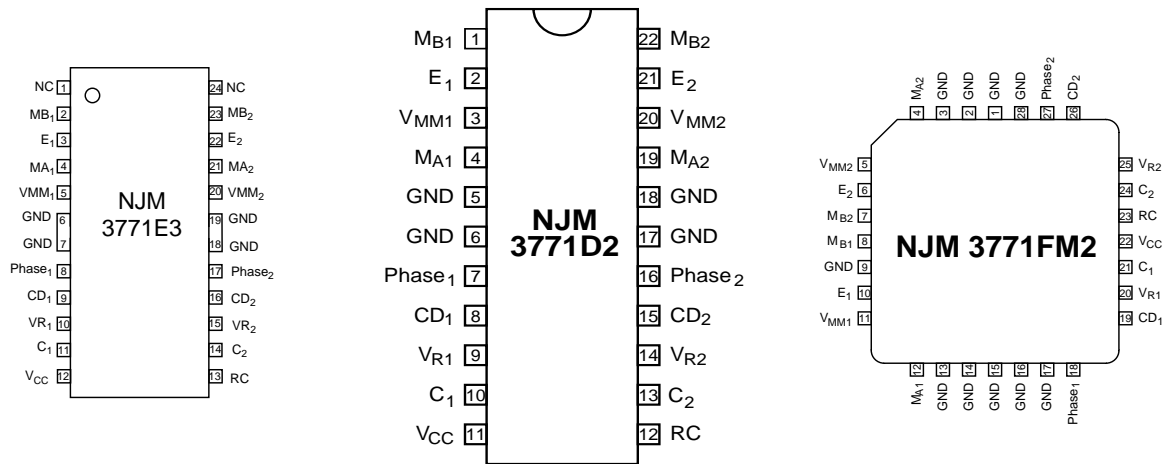 NC 1
MB1 2
E1 3
MA1 4
VMM1 5
GND 6
GND 7
Phase1 8
CD1 9
VR1 10
C1 11
VCC 12
24 NC
23 MB2
22 E2
21 MA2
20 VMM2
19 GND
18 GND
17 Phase2
16 CD2
15 VR2
14 C2
13 RC
NJM
3771E3
MB1 1
E1 2
VMM1 3
MA1 4
GND 5
GND 6
Phase1 7
CD1 8
VR1 9
C1 10
VCC 11
22 MB2
21 E2
20 VMM2
19 MA2
18 GND
17 GND
16 Phase2
15 CD2
14 VR2
13 C2
12 RC
NJM
3771D2
MA2 4
GND 3
GND 2
GND 1
GND 28
Phase2 27
CD2 26
VMM2 5
E2 6
MB2 7
MB1 8
GND 9
E1 10
VMM1 11
25 VR2
24 C2
23 RC
22 VCC
21 C1
20 VR1
19 CD1
NJM 3771FM2
MA1 12
GND 13
GND 14
GND 15
GND 16
GND 17
Phase1 18